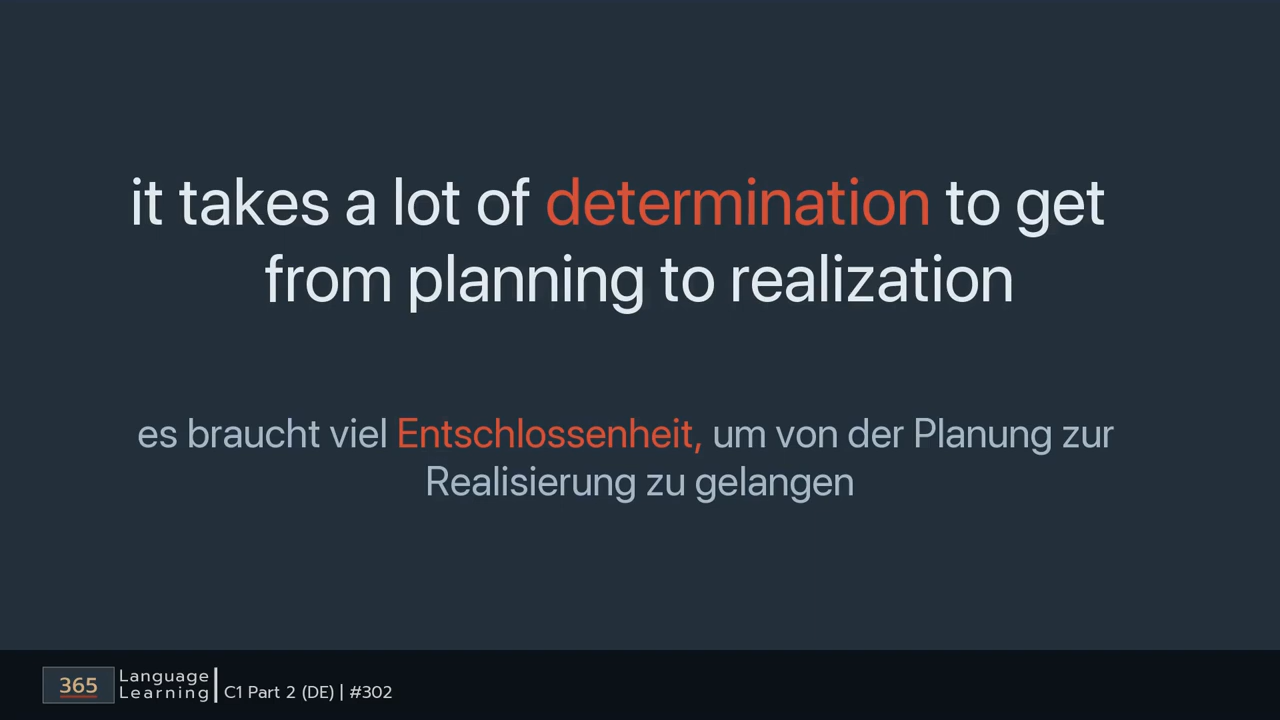 it takes a lot of determination to get
from planning to realization
es braucht viel Entschlossenheit, um von der Planung zur
Realisierung zu gelangen
365
Language
Learning
C1 Part 2 (DE) | #302